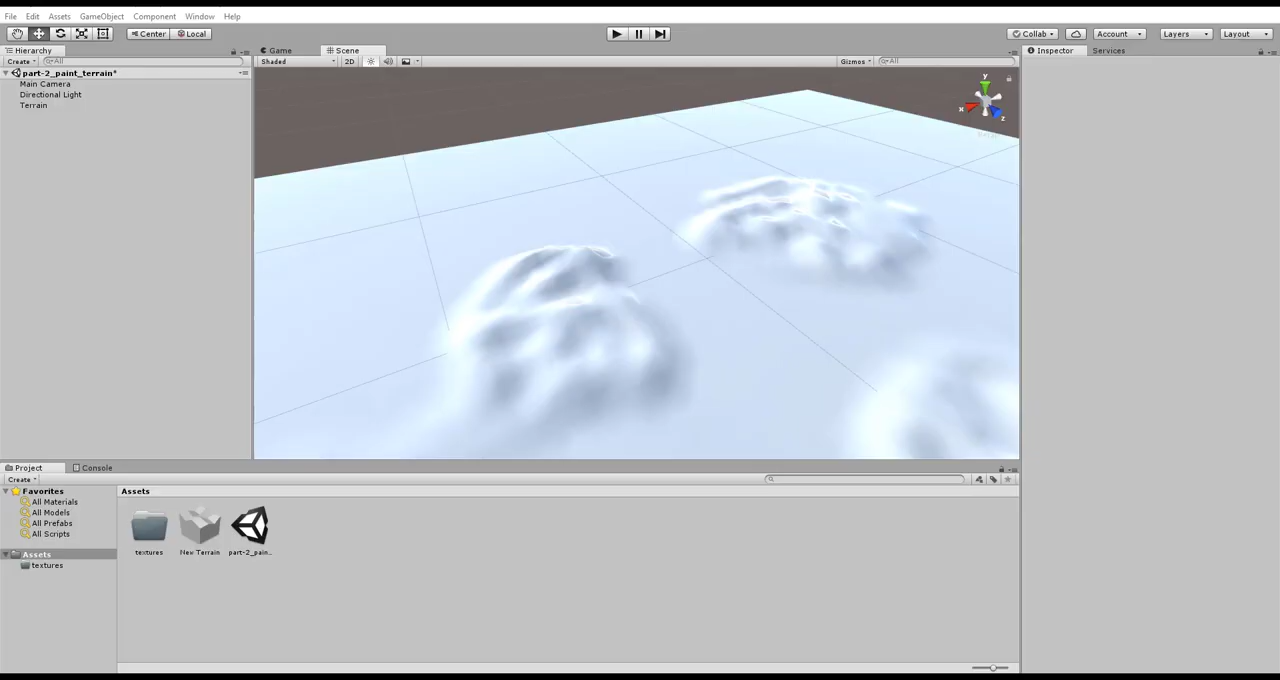 File Edit Assets GameObject Component Window Help
Center Local Collab Account Layers Layout
Hierarchy Game Scene Inspector Services
Create All Shaded 2D Gizmos All
part-2_paint_terrain*
Main Camera
Directional Light
Terrain
y
x
z
Project Console
Create
Favorites Assets
All Materials
All Models
All Prefabs
All Scripts
Assets
textures
textures New Terrain part-2_pain...